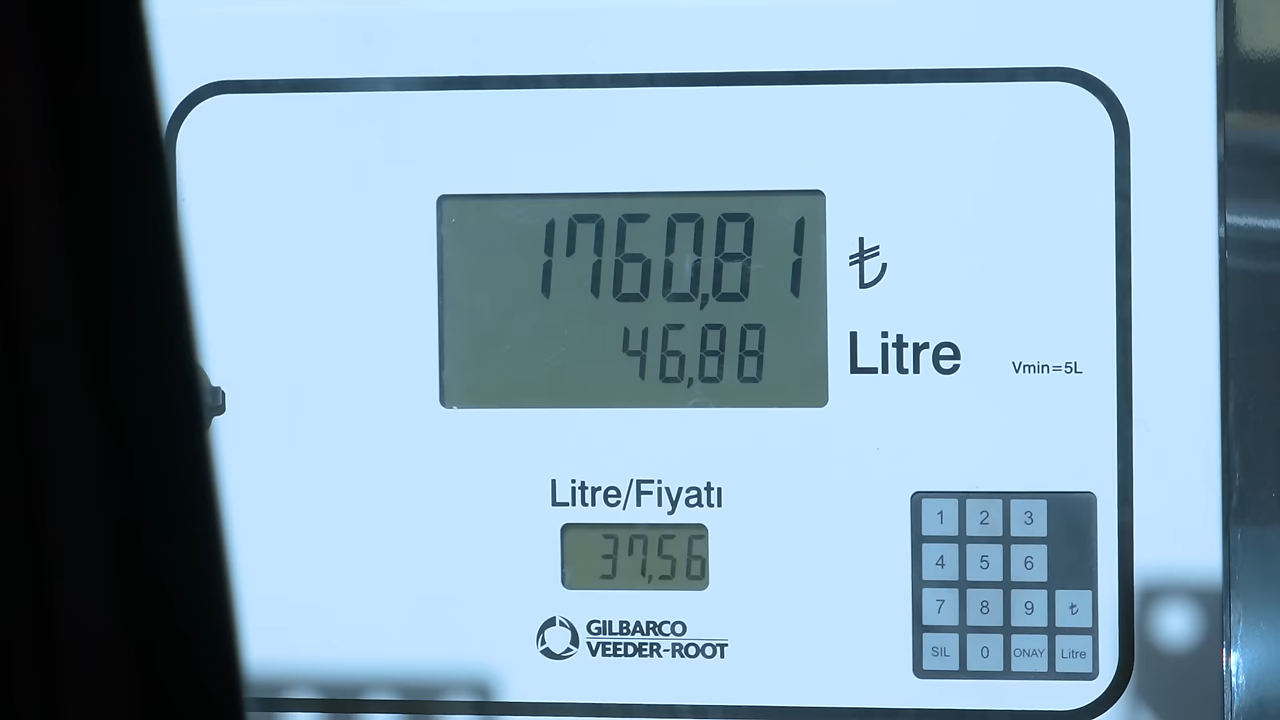 1760,81 ₺
46,88 Litre
Vmin=5L
Litre/Fiyatı
37,56
GILBARCO
VEEDER-ROOT
1 2 3
4 5 6
7 8 9 ₺
SIL 0 ONAY Litre